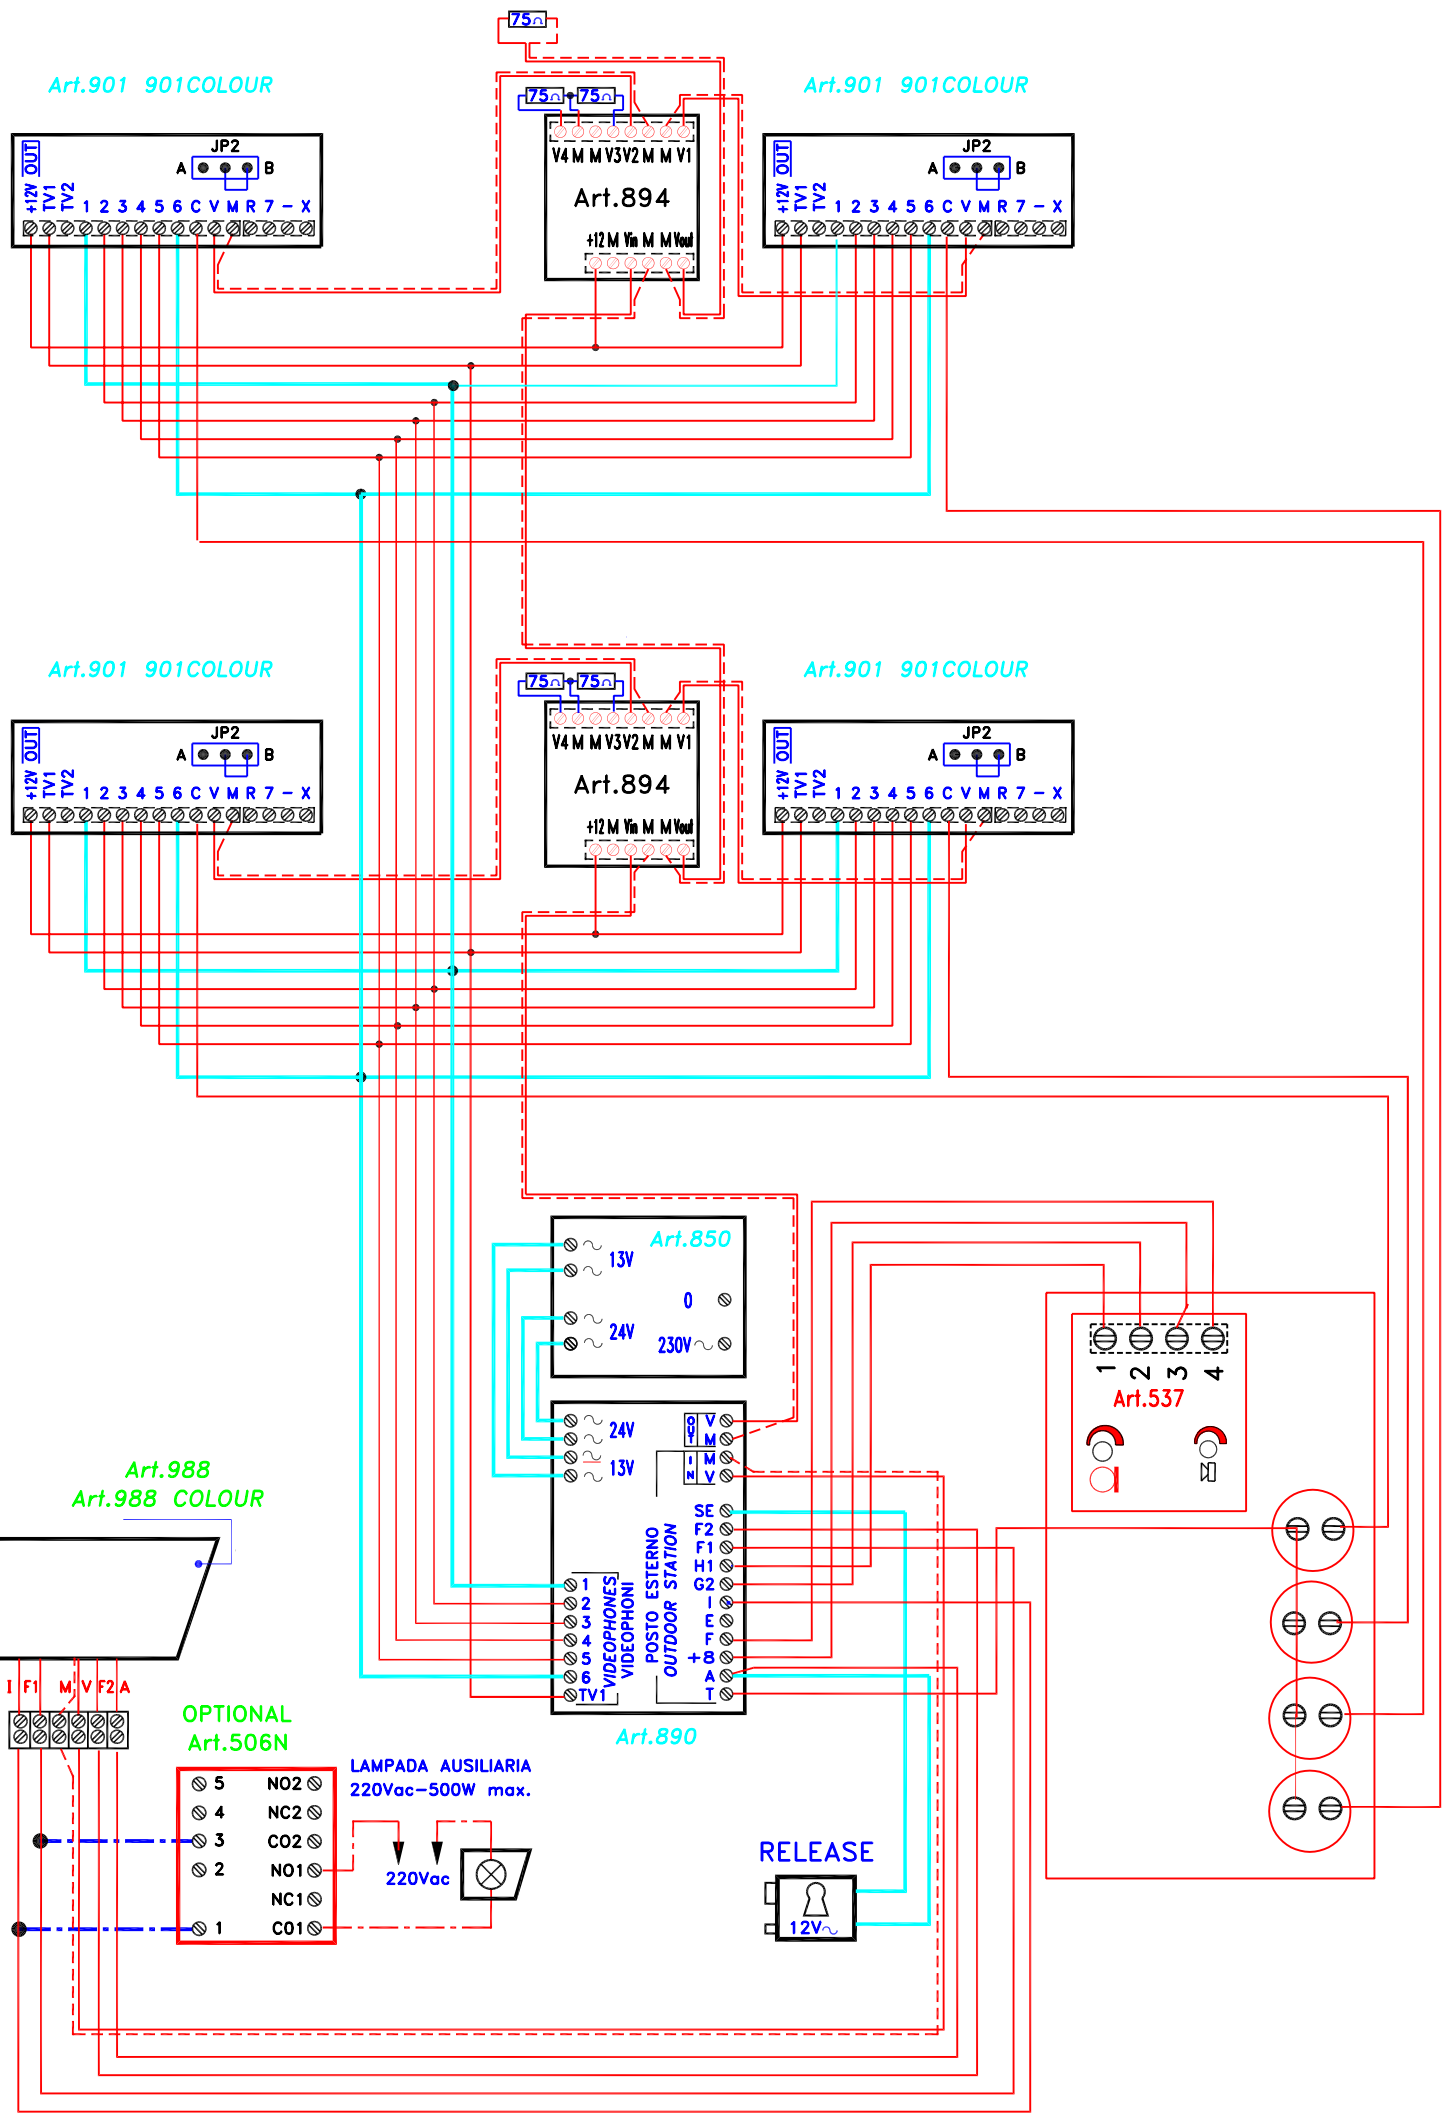 75Ω
Art.901 901COLOUR
Art.901 901COLOUR
75Ω 75Ω
OUT
JP2
A B
+12V TV1 TV2 1 2 3 4 5 6 C V M R 7 - X
V4 M M V3 V2 M M V1
Art.894
+12 M Vin M M Vout
OUT
JP2
A B
+12V TV1 TV2 1 2 3 4 5 6 C V M R 7 - X
Art.901 901COLOUR
Art.901 901COLOUR
75Ω 75Ω
OUT
JP2
A B
+12V TV1 TV2 1 2 3 4 5 6 C V M R 7 - X
V4 M M V3 V2 M M V1
Art.894
+12 M Vin M M Vout
OUT
JP2
A B
+12V TV1 TV2 1 2 3 4 5 6 C V M R 7 - X
Art.850
13V
0
24V
230V~
1 2 3 4
Art.537
24V
13V
OUT
V
M
IN
M
V
SE
F2
F1
H1
G2
I
E
F
+8
A
T
POSTO ESTERNO
OUTDOOR STATION
1
2
3
4
5
6
TV1
VIDEOPHONES
VIDEOPHONI
Art.890
Art.988
Art.988 COLOUR
I F1 M V F2 A
OPTIONAL
Art.506N
5 NO2
4 NC2
3 CO2
2 NO1
NC1
1 CO1
LAMPADA AUSILIARIA
220Vac-500W max.
220Vac
RELEASE
12V~